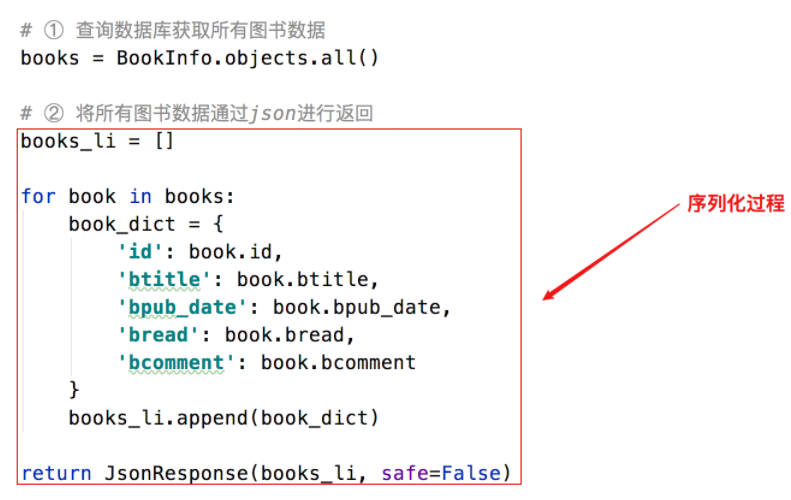 # ① 查询数据库获取所有图书数据
books = BookInfo.objects.all()
# ② 将所有图书数据通过json进行返回
books_li = []
for book in books:
    book_dict = {
        'id': book.id,
        'btitle': book.btitle,
        'bpub_date': book.bpub_date,
        'bread': book.bread,
        'bcomment': book.bcomment
    }
    books_li.append(book_dict)
return JsonResponse(books_li, safe=False)
序列化过程